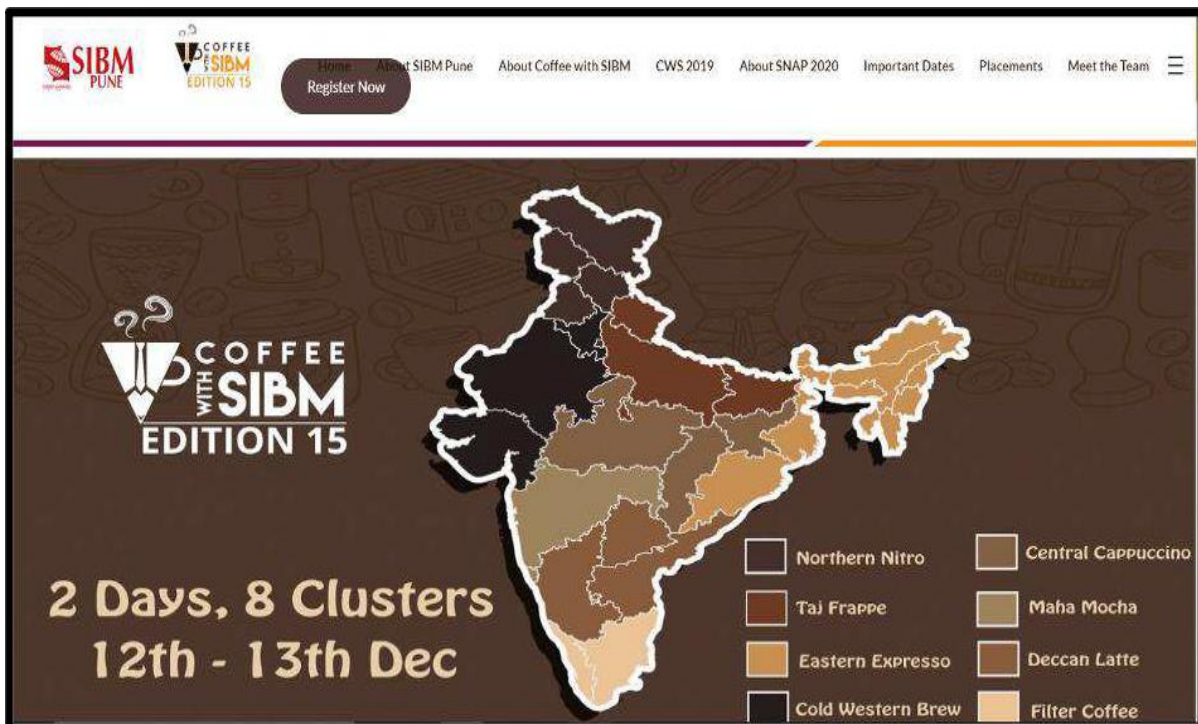 SIBM
PUNE
COFFEE
WITH SIBM
EDITION 15
Home About SIBM Pune About Coffee with SIBM CWS 2019 About SNAP 2020 Important Dates Placements Meet the Team
Register Now
COFFEE
WITH SIBM
EDITION 15
2 Days, 8 Clusters
12th - 13th Dec
Northern Nitro
Central Cappuccino
Taj Frappe
Maha Mocha
Eastern Expresso
Deccan Latte
Cold Western Brew
Filter Coffee